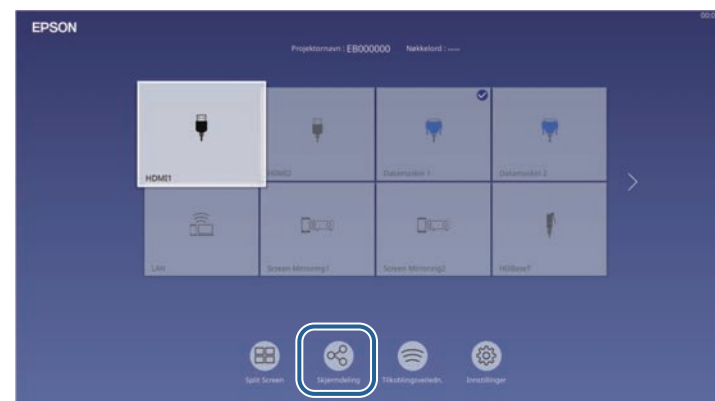 EPSON
Projektornavn : EB000000 Nøkkelord : ----
HDMI1
HDMI2
Datamaskin 1
Datamaskin 2
LAN
Screen Mirroring1
Screen Mirroring2
HDBaseT
Split Screen
Skjermdeling
Tilkoblingsveiledn.
Innstillinger